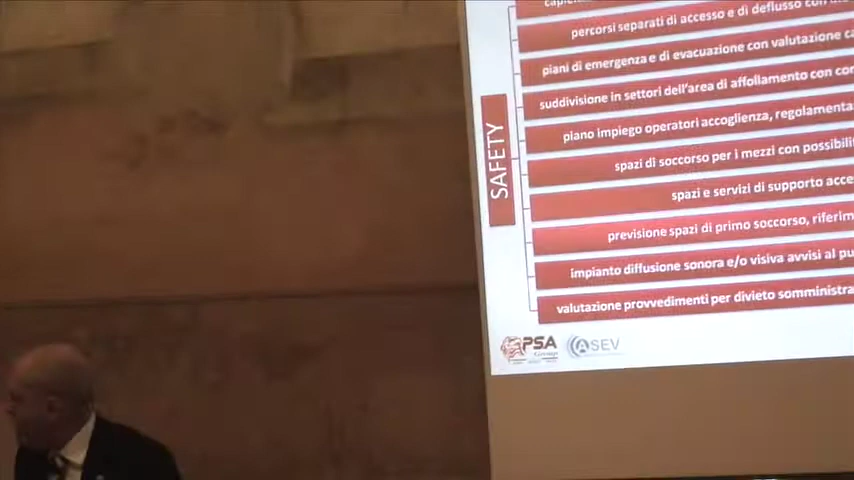 percorsi separati di accesso e di deflusso con
piani di emergenza e di evacuazione con valutazione
suddivisione in settori dell'area di affollamento con
piano impiego operatori accoglienza, regolamenta
spazi di soccorso per i mezzi con possibili
spazi e servizi di supporto acce
previsione spazi di primo soccorso, riferim
impianto diffusione sonora e/o visiva avvisi al pu
valutazione provvedimenti per divieto somministra
SAFETY
PSA
Group
ASEV